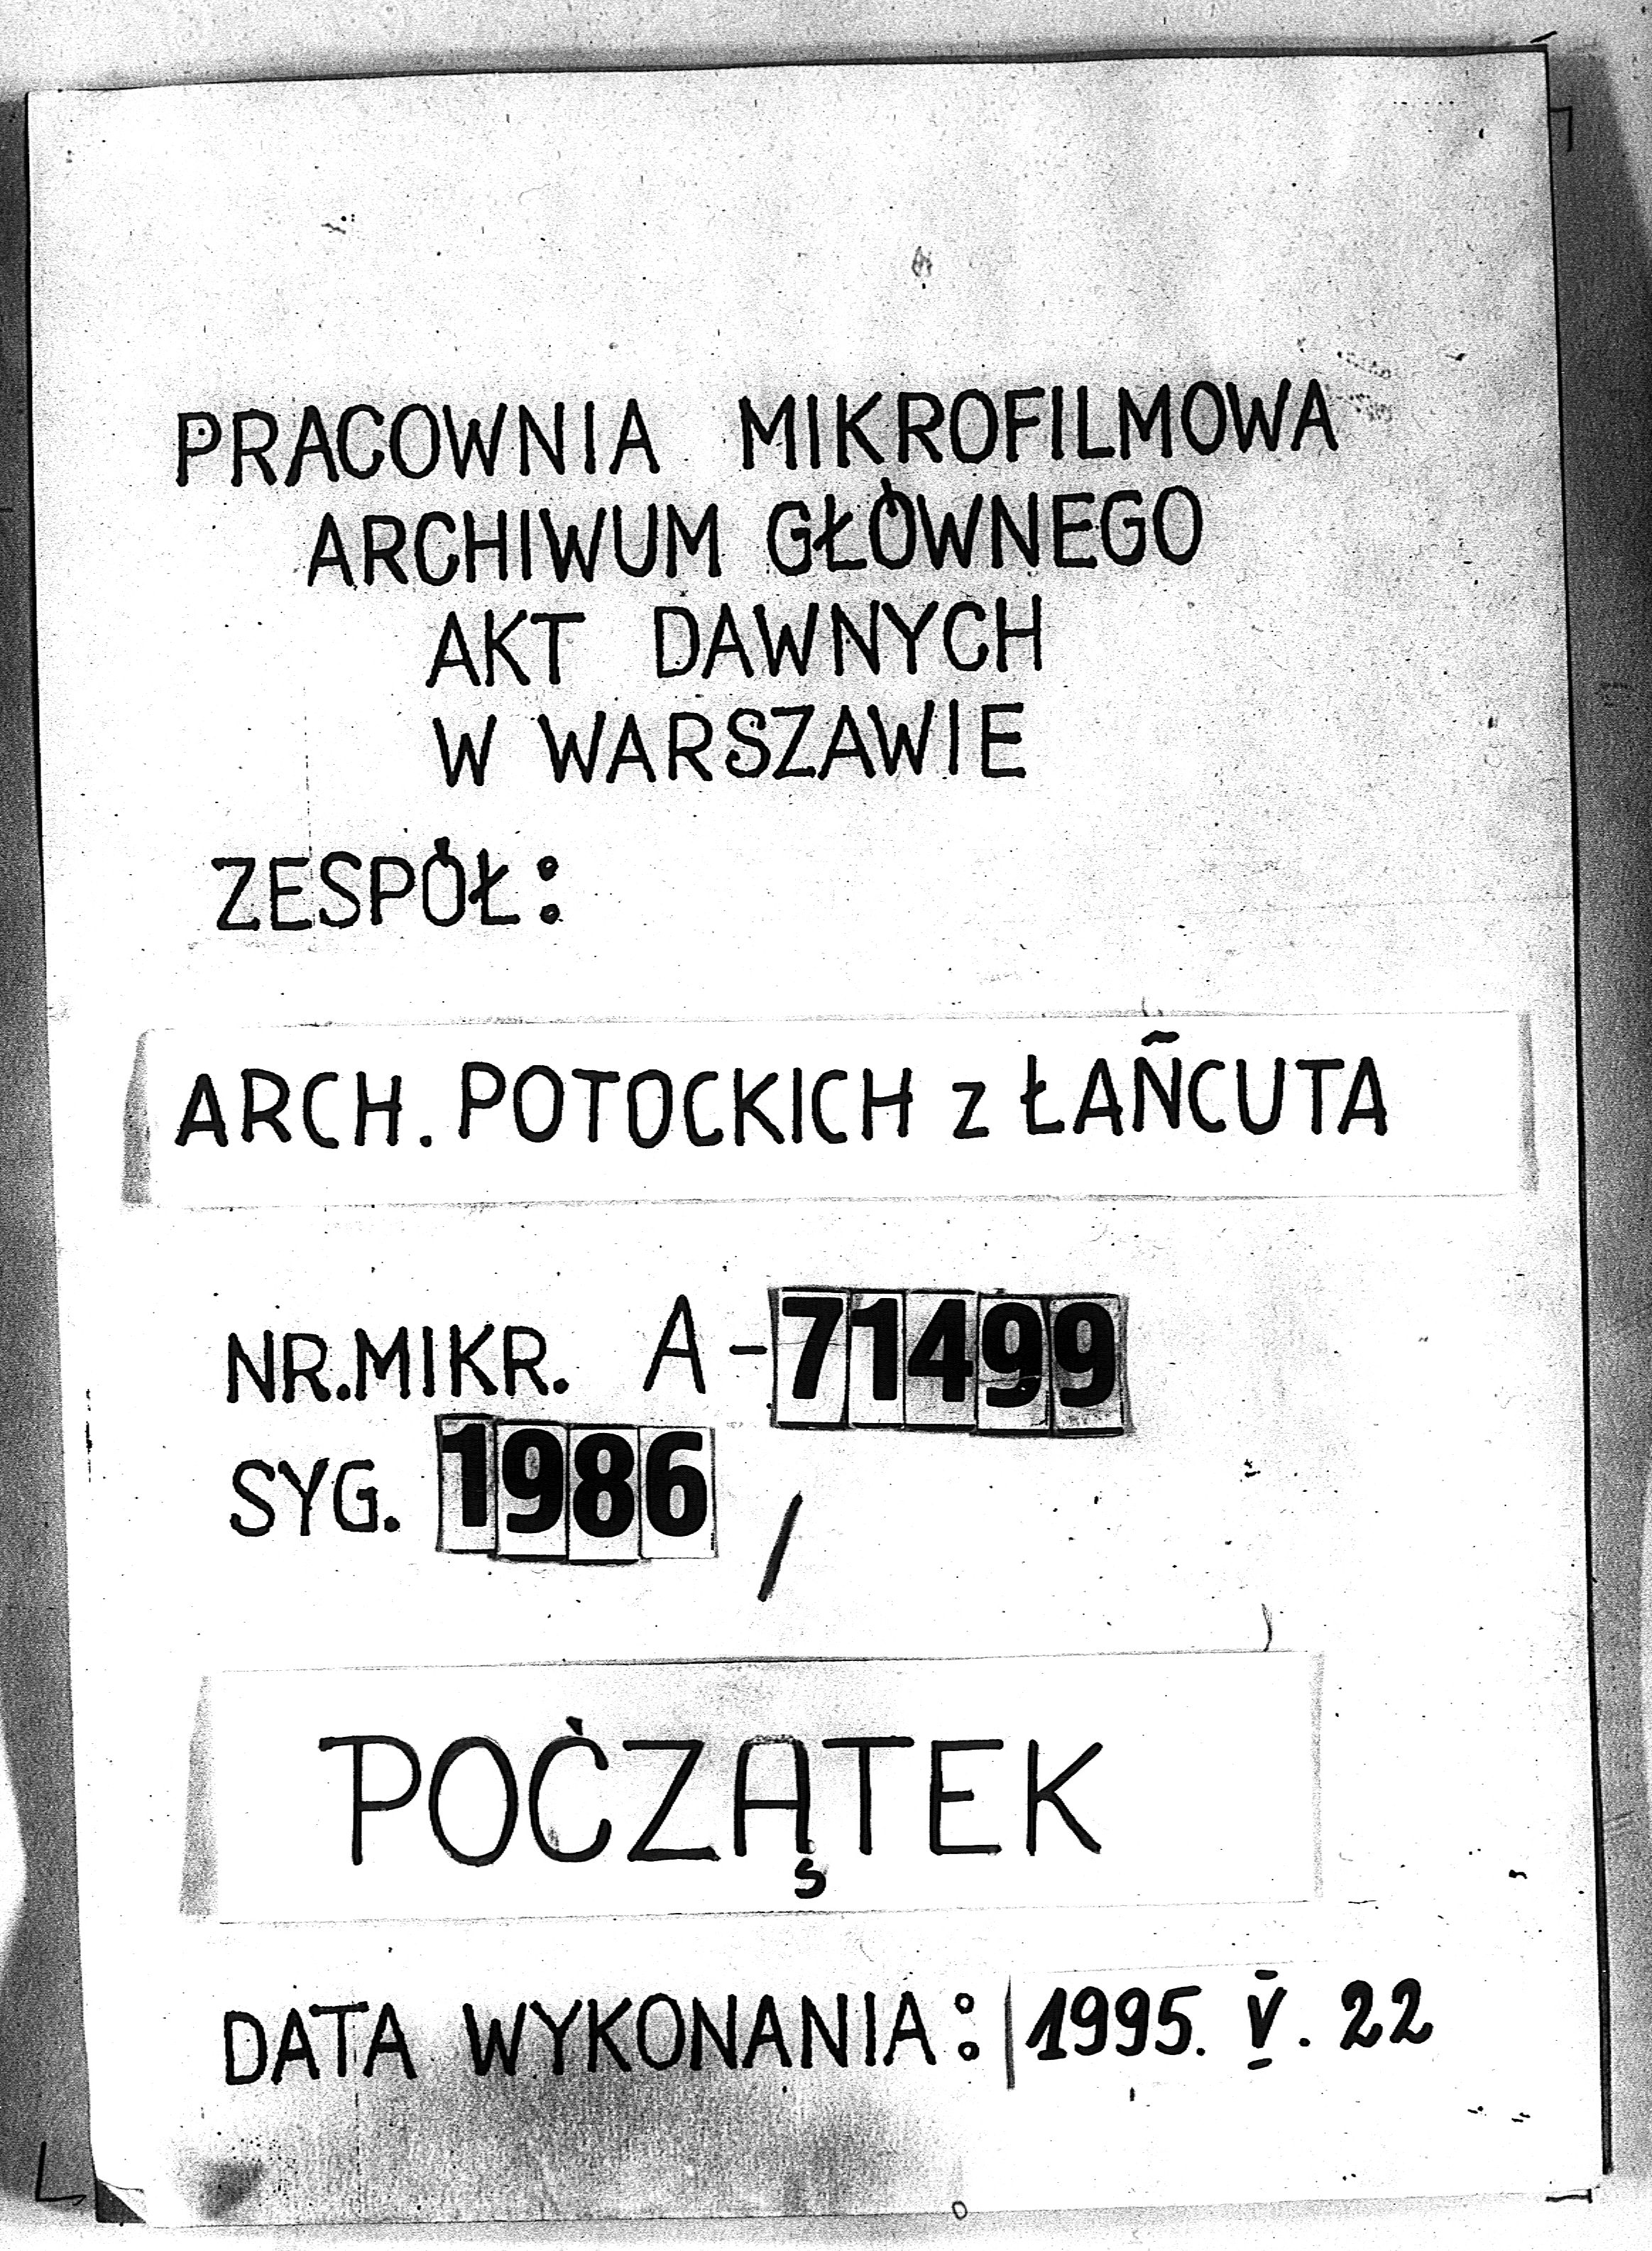 PRACOWNIA MIKROFILMOWA
ARCHIWUM GŁÓWNEGO
AKT DAWNYCH
W WARSZAWIE
ZESPÓŁ:
ARCH. POTOCKICH z ŁAŃCUTA
NR.MIKR. A-71499
SYG. 1986 /
POCZĄTEK
DATA WYKONANIA: 1995. V. 22